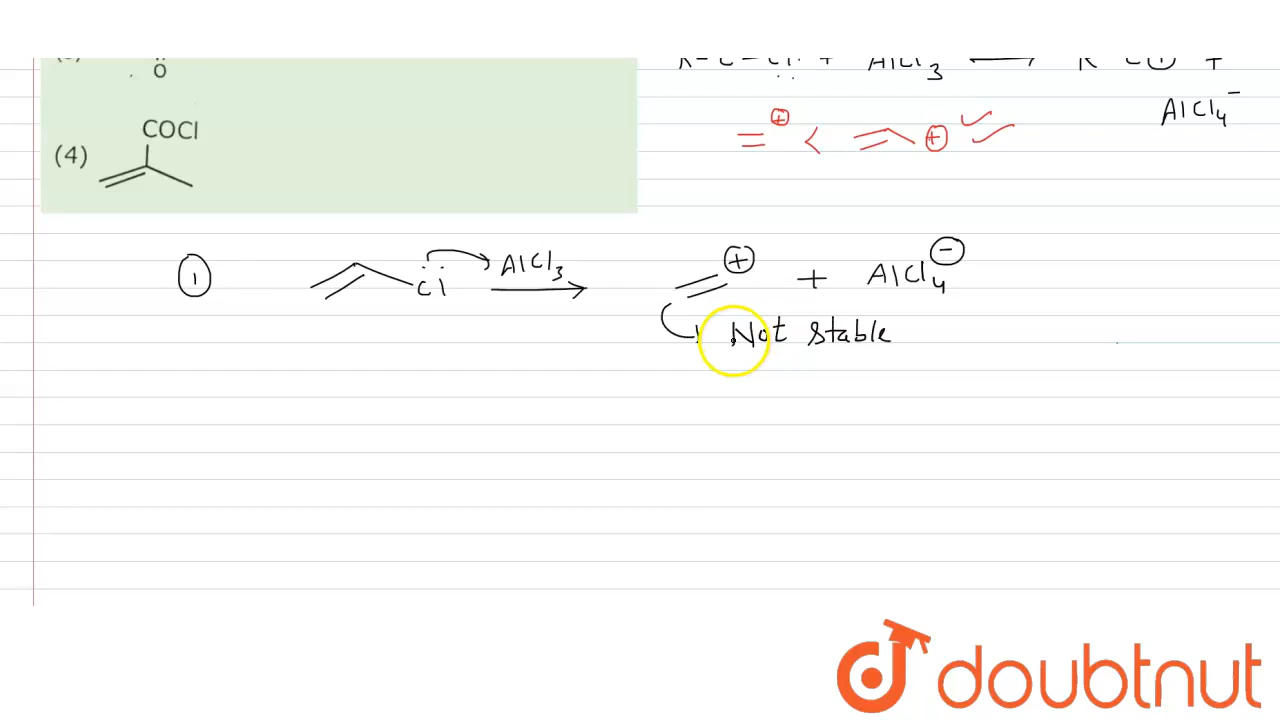 O
COCl
(4)
R-C-Cl + AlCl3 → R C⊕ +
AlCl4⁻
= ⊕ < ⊕
1
Cl AlCl3 → ⊕ + AlCl4⊖
Not stable
doubtnut